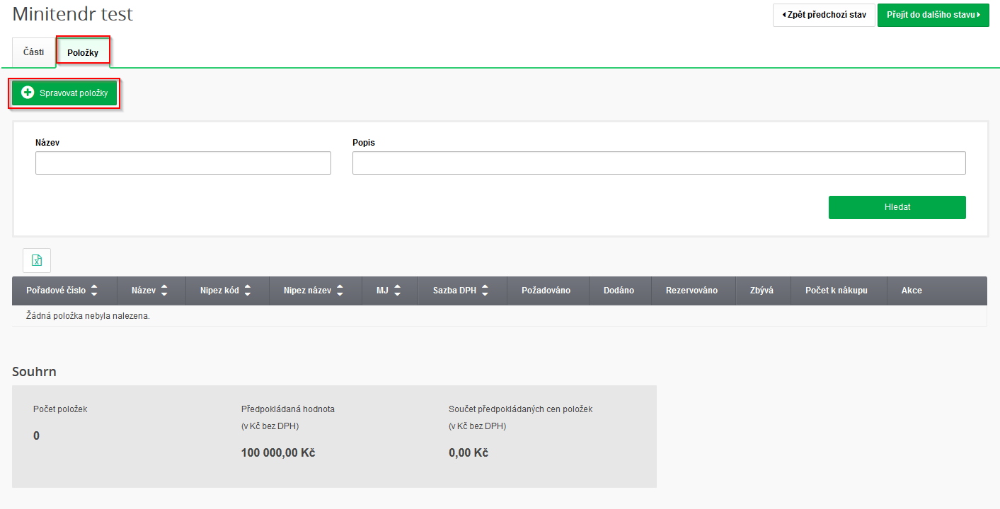 Minitendr test
Zpět předchozí stav
Přejít do dalšího stavu
Části
Položky
Spravovat položky
Název
Popis
Hledat
Pořadové číslo Název Nipez kód Nipez název MJ Sazba DPH Požadováno Dodáno Rezervováno Zbývá Počet k nákupu Akce
Žádná položka nebyla nalezena.
Souhrn
Počet položek
0
Předpokládaná hodnota
(v Kč bez DPH)
100 000,00 Kč
Součet předpokládaných cen položek
(v Kč bez DPH)
0,00 Kč